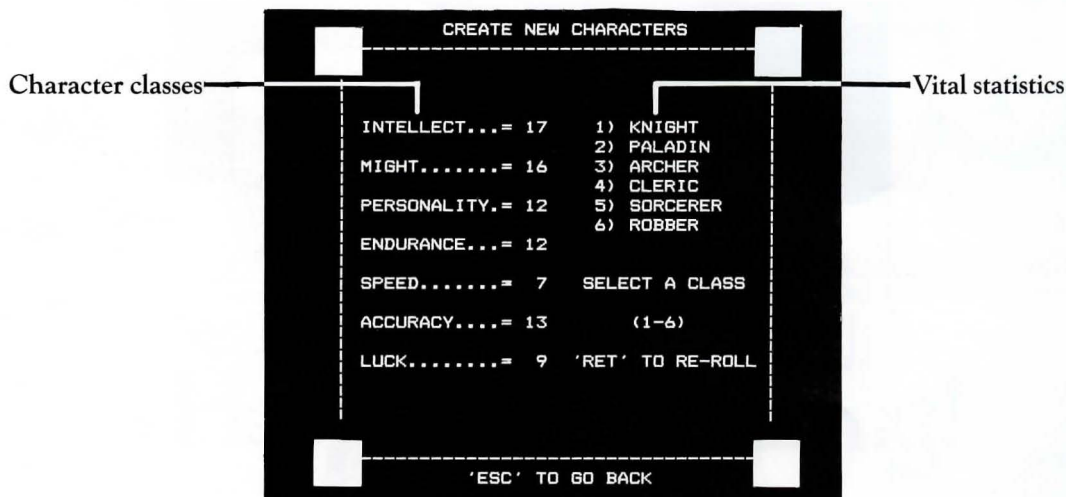 CREATE NEW CHARACTERS
Character classes
Vital statistics
INTELLECT...= 17
MIGHT.......= 16
PERSONALITY.= 12
ENDURANCE...= 12
SPEED.......= 7
ACCURACY....= 13
LUCK........= 9
1) KNIGHT
2) PALADIN
3) ARCHER
4) CLERIC
5) SORCERER
6) ROBBER
SELECT A CLASS
(1-6)
'RET' TO RE-ROLL
'ESC' TO GO BACK